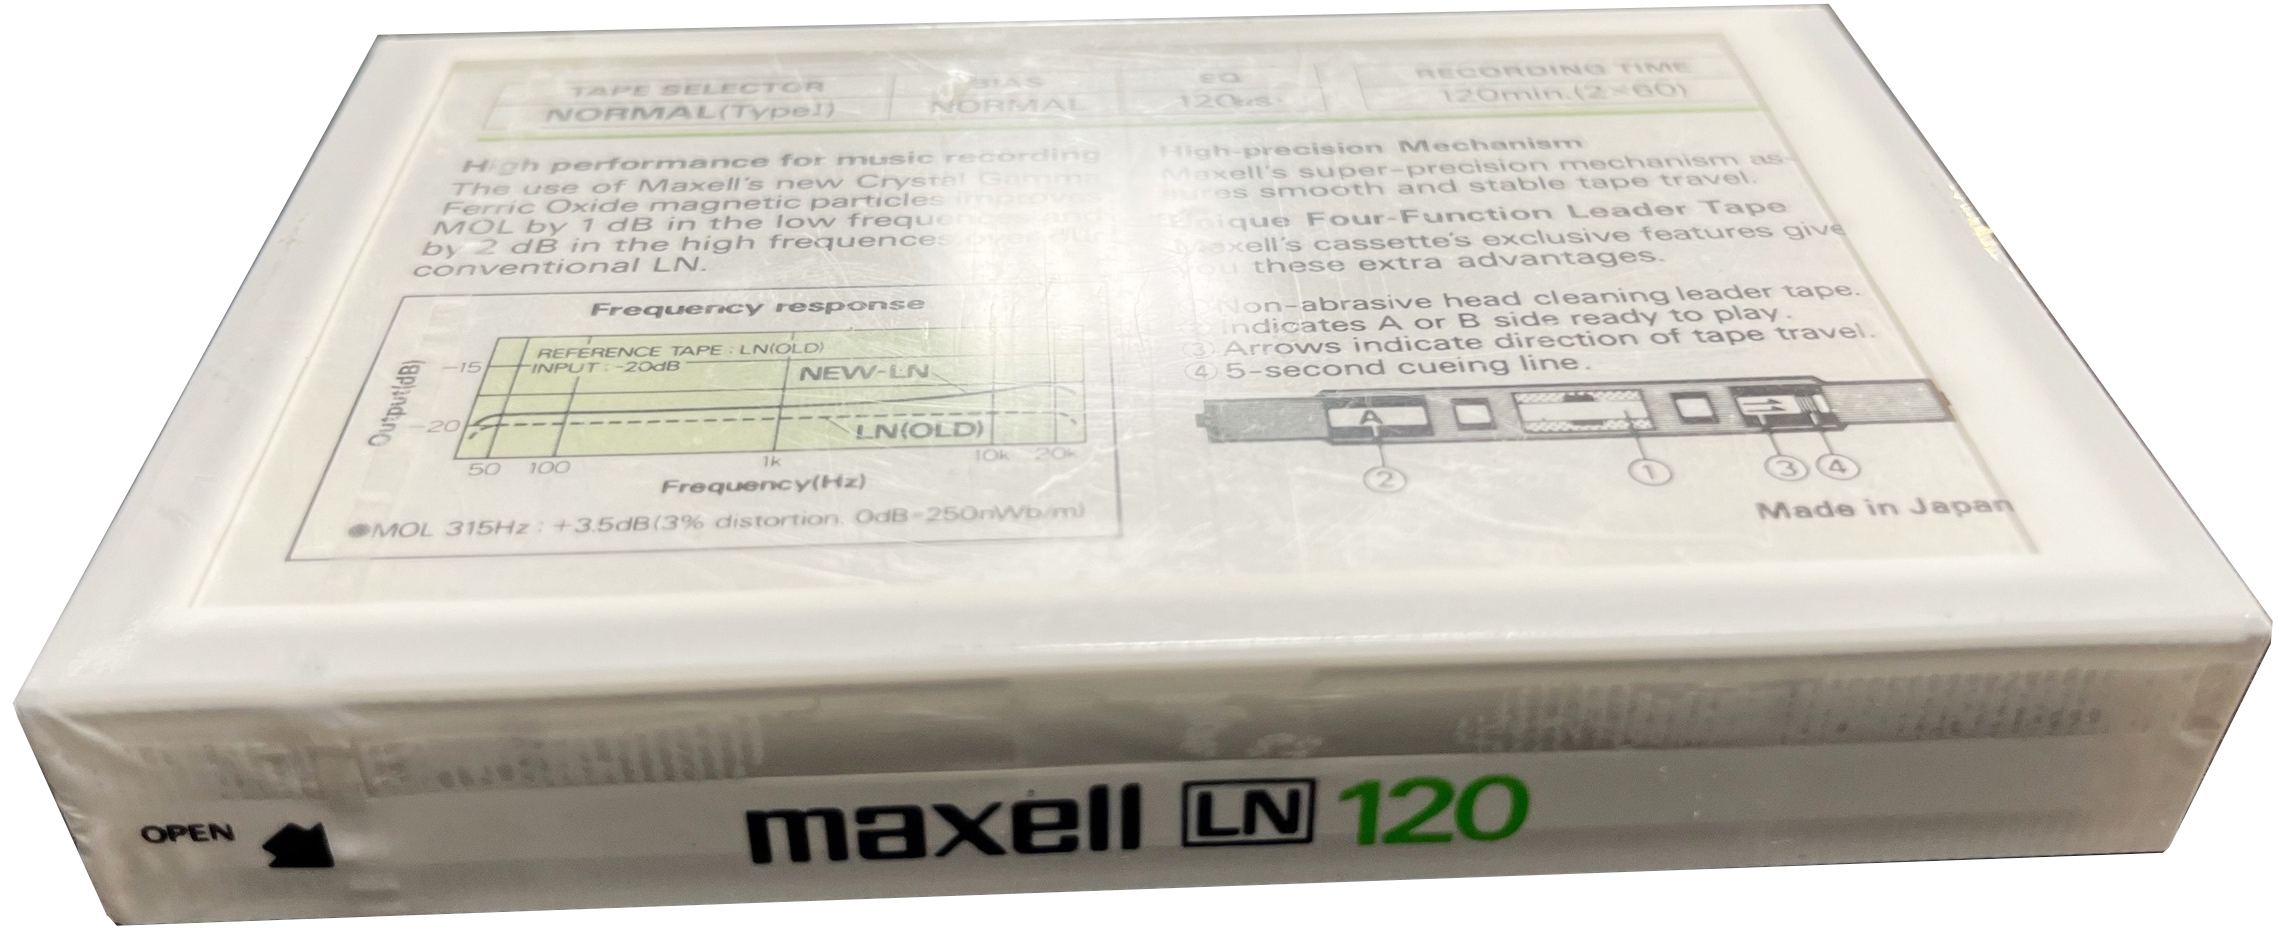 TAPE SELECTOR BIAS EQ RECORDING TIME
NORMAL(TypeI) NORMAL 120μs 120min.(2×60)
High performance for music recording
The use of Maxell's new Crystal Gamma
Ferric Oxide magnetic particles improves
MOL by 1 dB in the low frequences and
by 2 dB in the high frequences over our
conventional LN.
Frequency response
REFERENCE TAPE : LN(OLD)
INPUT : -20dB
NEW-LN
LN(OLD)
Output(dB)
-15
-20
50 100 1k 10k 20k
Frequency(Hz)
●MOL 315Hz : +3.5dB(3% distortion, 0dB=250nWb/m)
High-precision Mechanism
Maxell's super-precision mechanism as-
sures smooth and stable tape travel.
Unique Four-Function Leader Tape
Maxell's cassette's exclusive features give
you these extra advantages.
① Non-abrasive head cleaning leader tape.
② indicates A or B side ready to play.
③ Arrows indicate direction of tape travel.
④ 5-second cueing line.
A
② ① ③ ④
Made in Japan
OPEN maxell LN 120